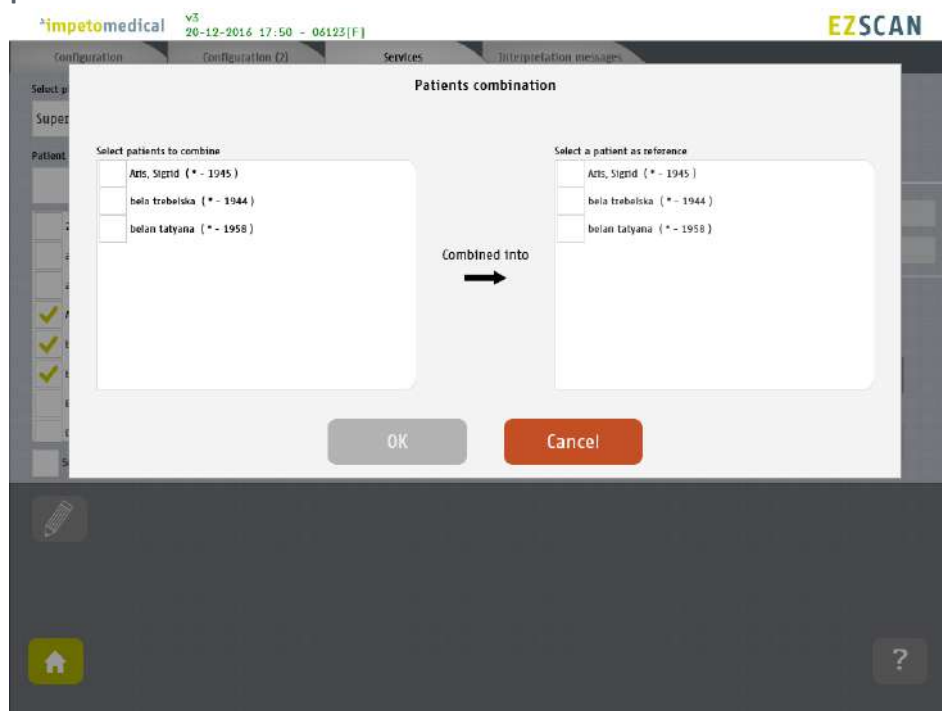 impetomedical
v3
20-12-2016 17:50 - 06123[F]
EZSCAN
Configuration
Configuration (2)
Services
Interpretation messages
Select p
Super
Patient
Patients combination
Select patients to combine
Aris, Sigrid ( * - 1945 )
bela trebelska ( * - 1944 )
belan tatyana ( * - 1958 )
Combined into
Select a patient as reference
Aris, Sigrid ( * - 1945 )
bela trebelska ( * - 1944 )
belan tatyana ( * - 1958 )
OK
Cancel
?